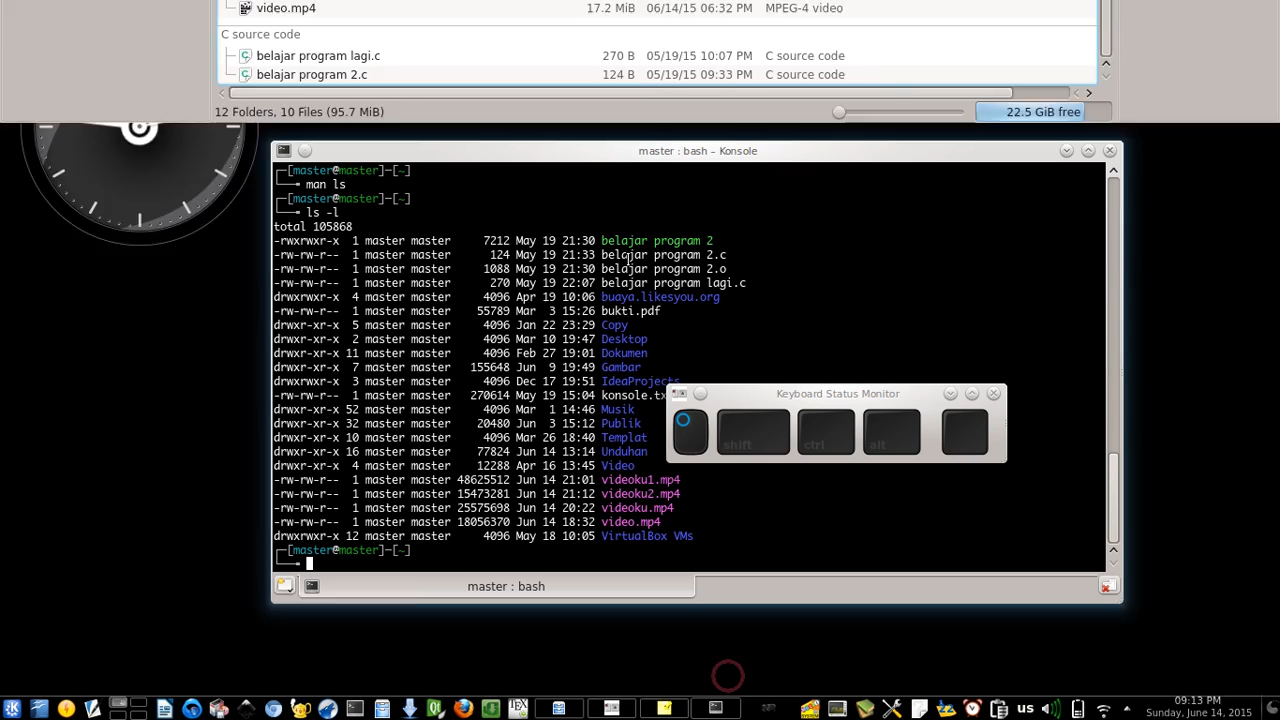 video.mp4 17.2 MiB 06/14/15 06:32 PM MPEG-4 video
C source code
belajar program lagi.c 270 B 05/19/15 10:07 PM C source code
belajar program 2.c 124 B 05/19/15 09:33 PM C source code
12 Folders, 10 Files (95.7 MiB) 22.5 GiB free
master : bash – Konsole
[master@master]-[~]
man ls
[master@master]-[~]
ls -l
total 105868
-rwxrwxr-x 1 master master 7212 May 19 21:30 belajar program 2
-rw-rw-r-- 1 master master 124 May 19 21:33 belajar program 2.c
-rw-rw-r-- 1 master master 1088 May 19 21:30 belajar program 2.o
-rw-rw-r-- 1 master master 270 May 19 22:07 belajar program lagi.c
drwxrwxr-x 4 master master 4096 Apr 19 10:06 buaya.likesyou.org
-rw-rw-r-- 1 master master 55789 Mar 3 15:26 bukti.pdf
drwxr-xr-x 5 master master 4096 Jan 22 23:29 Copy
drwxr-xr-x 2 master master 4096 Mar 10 19:47 Desktop
drwxr-xr-x 11 master master 4096 Feb 27 19:01 Dokumen
drwxr-xr-x 7 master master 155648 Jun 9 19:49 Gambar
drwxrwxr-x 3 master master 4096 Dec 17 19:51 IdeaProjects
-rw-rw-r-- 1 master master 270614 May 19 15:04 konsole.tx
drwxr-xr-x 52 master master 4096 Mar 1 14:46 Musik
drwxr-xr-x 32 master master 20480 Jun 3 15:12 Publik
drwxr-xr-x 10 master master 4096 Mar 26 18:40 Templat
drwxr-xr-x 16 master master 77824 Jun 14 13:14 Unduhan
drwxr-xr-x 4 master master 12288 Apr 16 13:45 Video
-rw-rw-r-- 1 master master 48625512 Jun 14 21:01 videoku1.mp4
-rw-rw-r-- 1 master master 15473281 Jun 14 21:12 videoku2.mp4
-rw-rw-r-- 1 master master 25575698 Jun 14 20:22 videoku.mp4
-rw-rw-r-- 1 master master 18056370 Jun 14 18:32 video.mp4
drwxrwxr-x 12 master master 4096 May 18 10:05 VirtualBox VMs
[master@master]-[~]
Keyboard Status Monitor
shift ctrl alt
master : bash
us
09:13 PM
Sunday, June 14, 2015